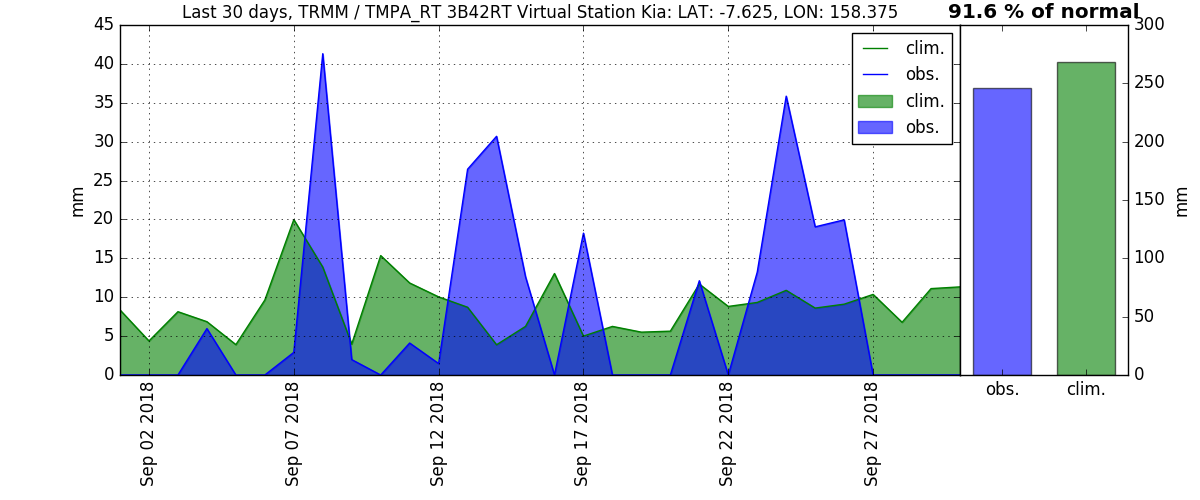 Last 30 days, TRMM / TMPA_RT 3B42RT Virtual Station Kia: LAT: -7.625, LON: 158.375
91.6 % of normal
45
40
35
30
25
20
15
10
5
0
mm
clim.
obs.
clim.
obs.
Sep 02 2018
Sep 07 2018
Sep 12 2018
Sep 17 2018
Sep 22 2018
Sep 27 2018
300
250
200
150
100
50
0
mm
obs.
clim.